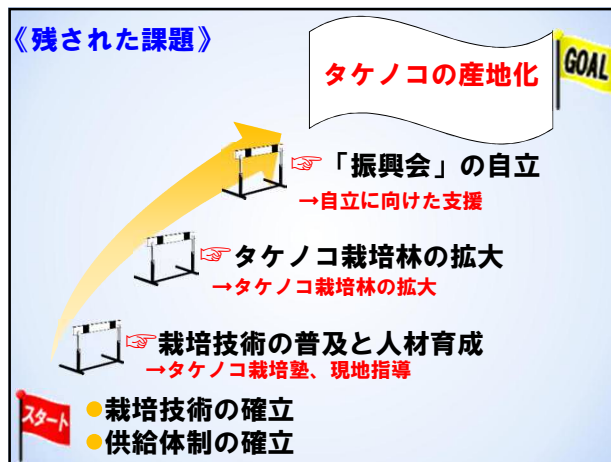 《残された課題》
タケノコの産地化
GOAL
☞「振興会」の自立
→自立に向けた支援
☞タケノコ栽培林の拡大
→タケノコ栽培林の拡大
☞栽培技術の普及と人材育成
→タケノコ栽培塾、現地指導
スタート
●栽培技術の確立
●供給体制の確立